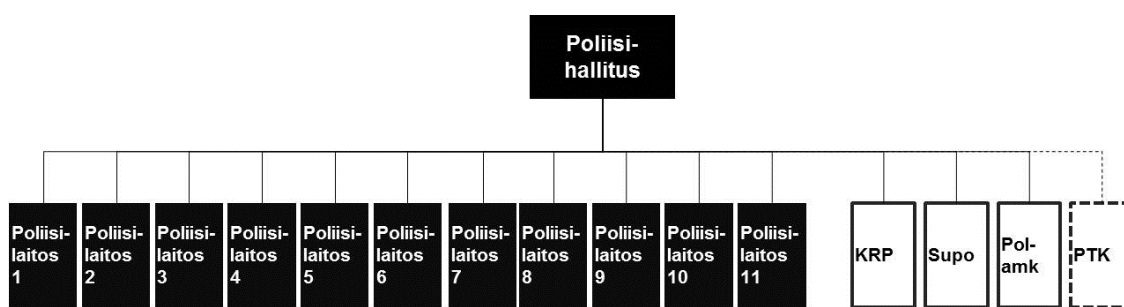 Poliisi-
hallitus
Poliisi-
laitos
1
Poliisi-
laitos
2
Poliisi-
laitos
3
Poliisi-
laitos
4
Poliisi-
laitos
5
Poliisi-
laitos
6
Poliisi-
laitos
7
Poliisi-
laitos
8
Poliisi-
laitos
9
Poliisi-
laitos
10
Poliisi-
laitos
11
KRP
Supo
Pol-
amk
PTK